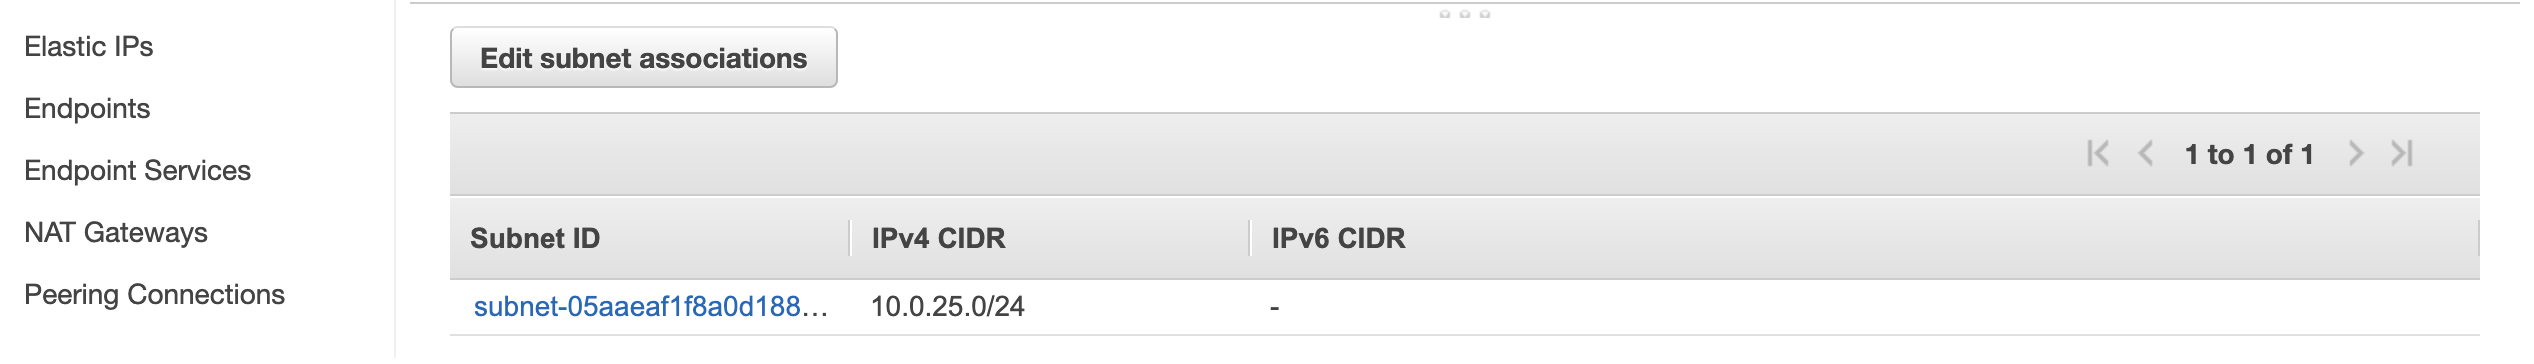 Elastic IPs
Endpoints
Endpoint Services
NAT Gateways
Peering Connections
Edit subnet associations
1 to 1 of 1
Subnet ID IPv4 CIDR IPv6 CIDR
subnet-05aaeaf1f8a0d188... 10.0.25.0/24 -